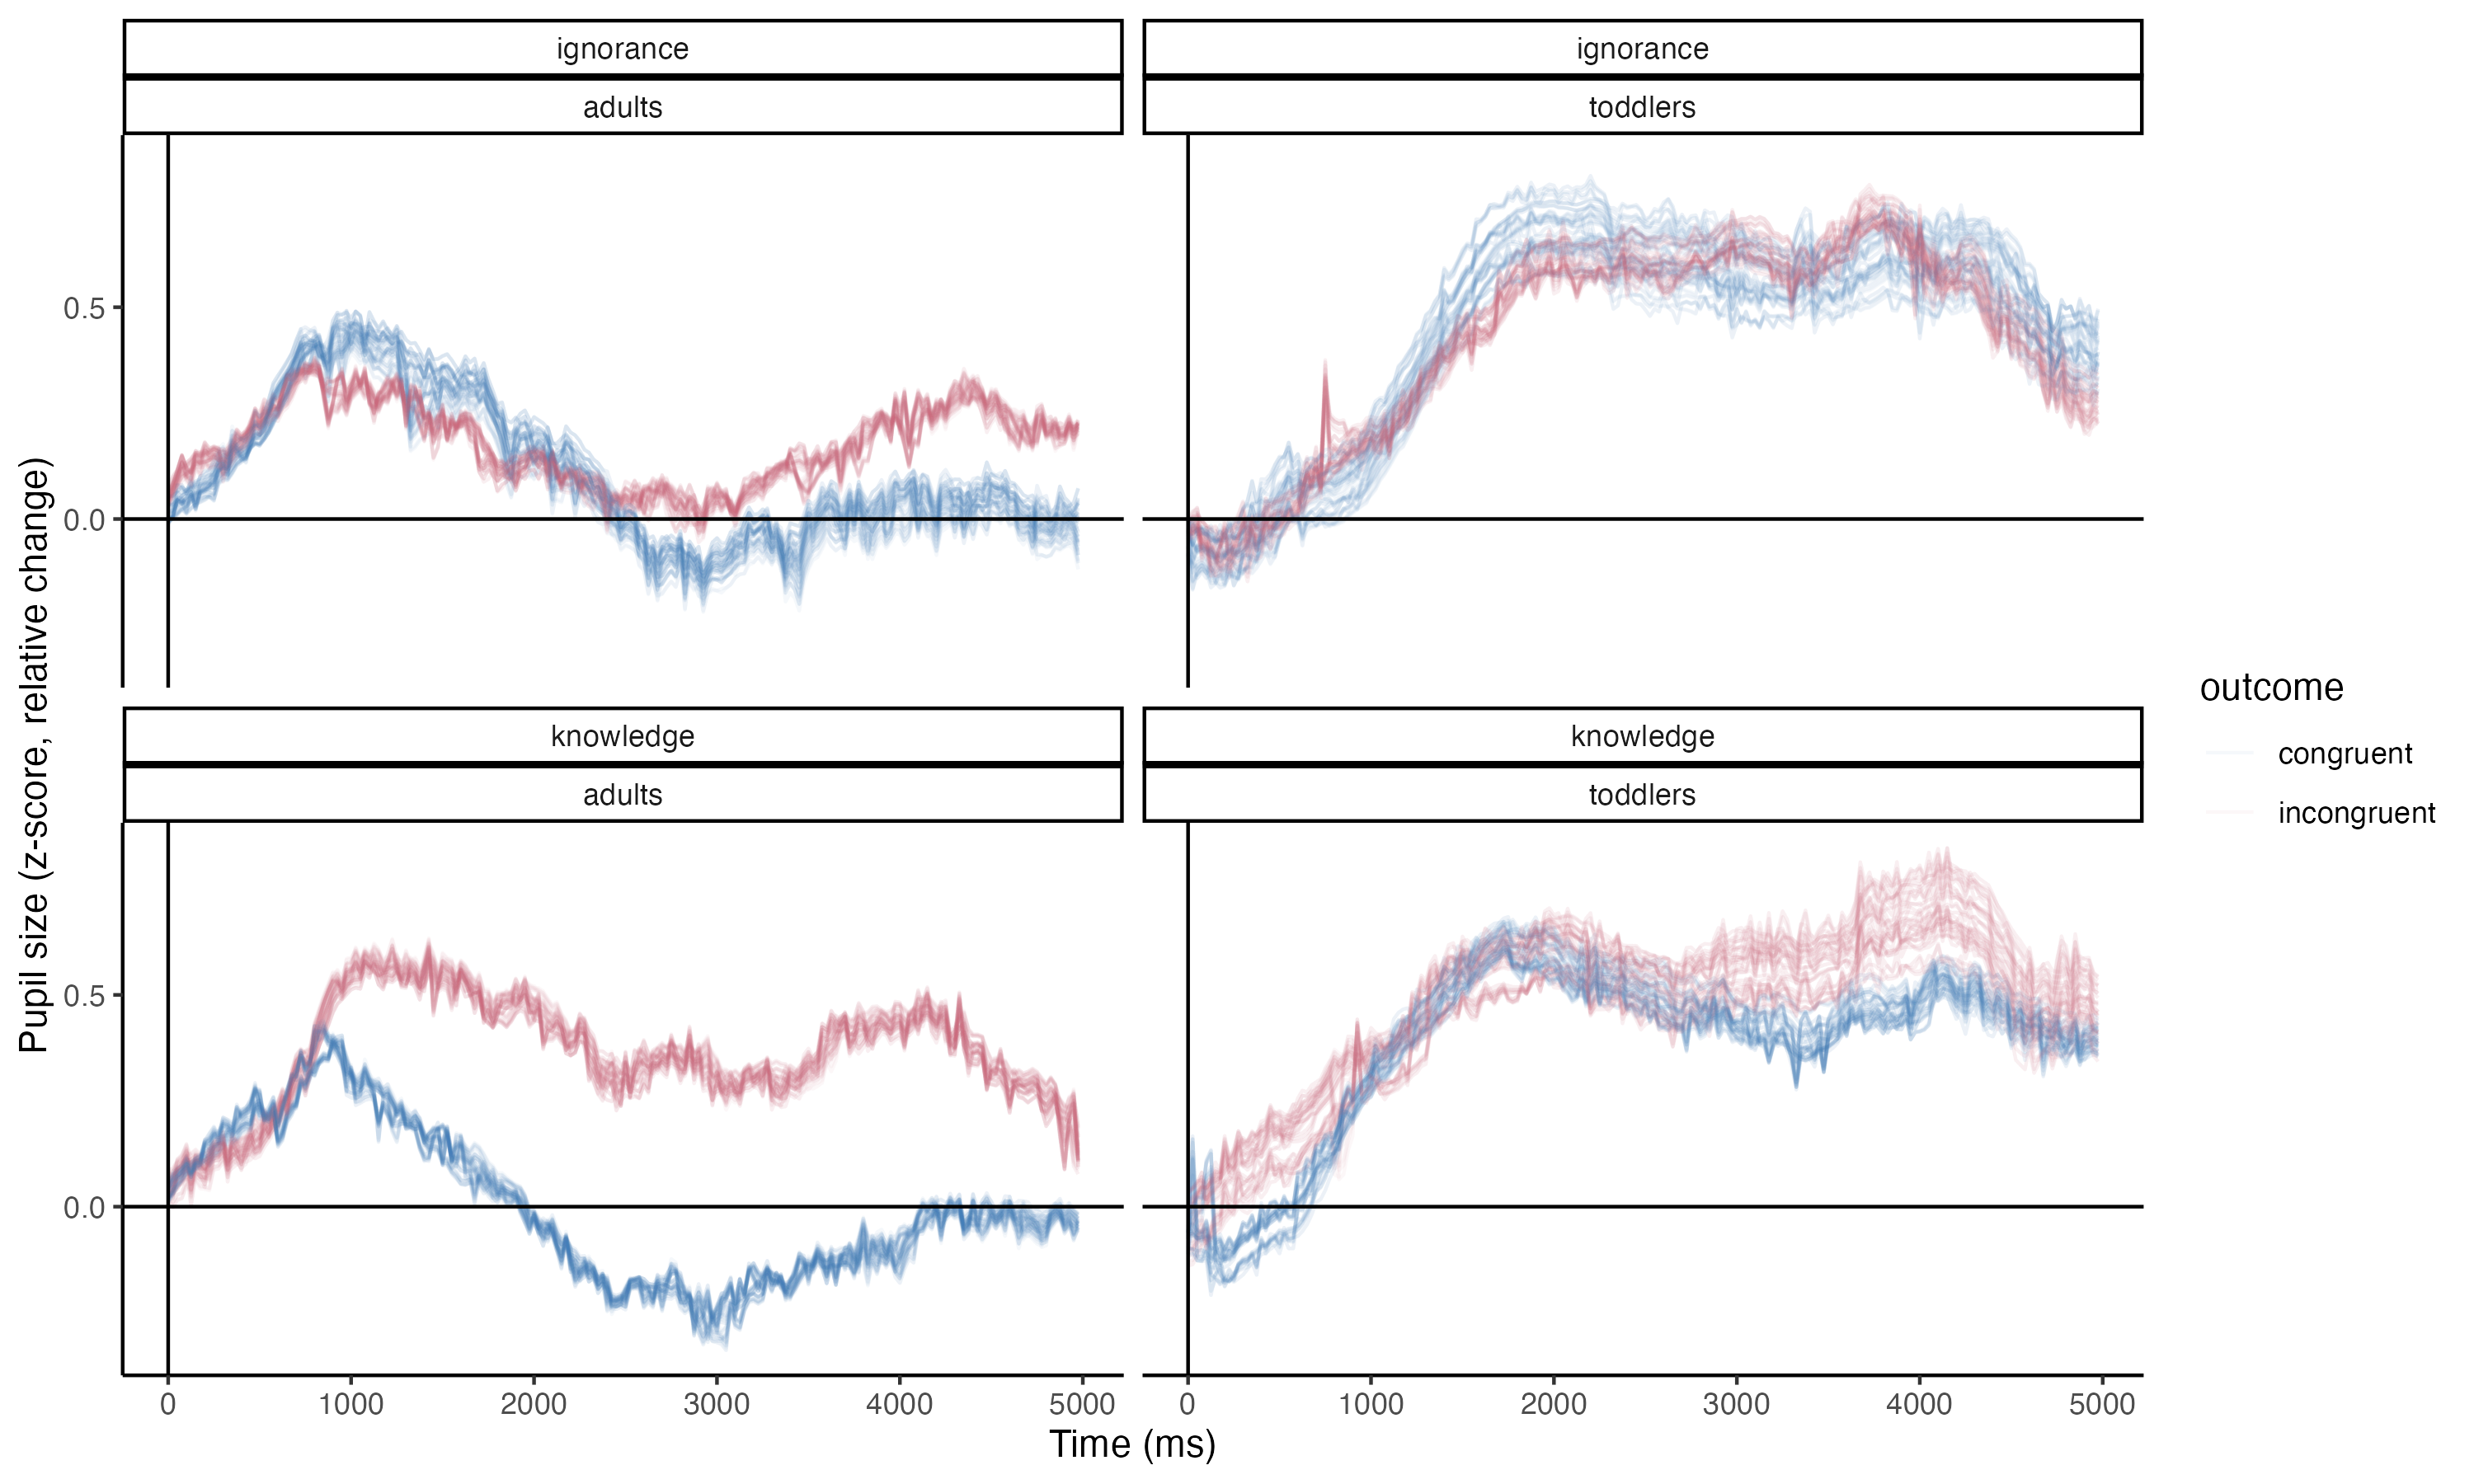 ignorance
adults
ignorance
toddlers
0.5
0.0
knowledge
adults
knowledge
toddlers
0.5
0.0
0 1000 2000 3000 4000 5000
0 1000 2000 3000 4000 5000
Time (ms)
Pupil size (z-score, relative change)
outcome
congruent
incongruent